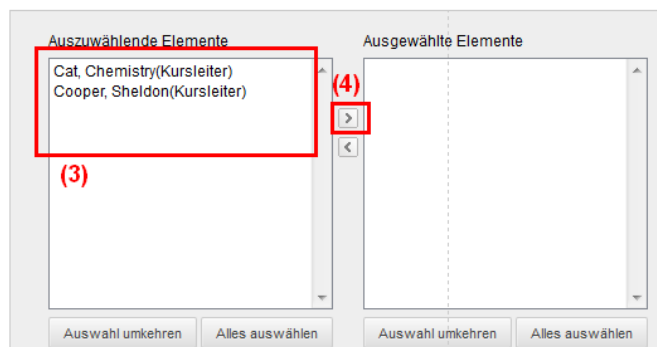 Auszuwählende Elemente
Ausgewählte Elemente
Cat, Chemistry(Kursleiter)
Cooper, Sheldon(Kursleiter)
(4)
>
<
(3)
Auswahl umkehren
Alles auswählen
Auswahl umkehren
Alles auswählen